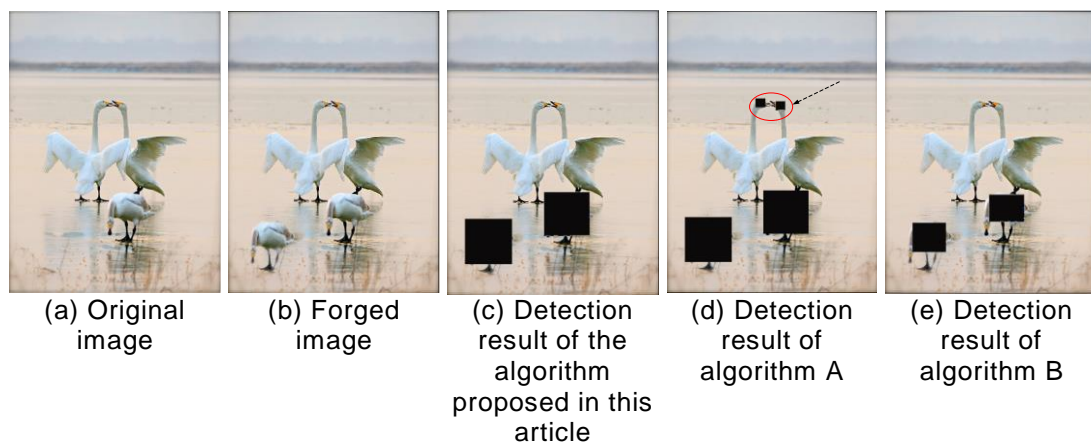 (a) Original
image
(b) Forged
image
(c) Detection
result of the
algorithm
proposed in this
article
(d) Detection
result of
algorithm A
(e) Detection
result of
algorithm B